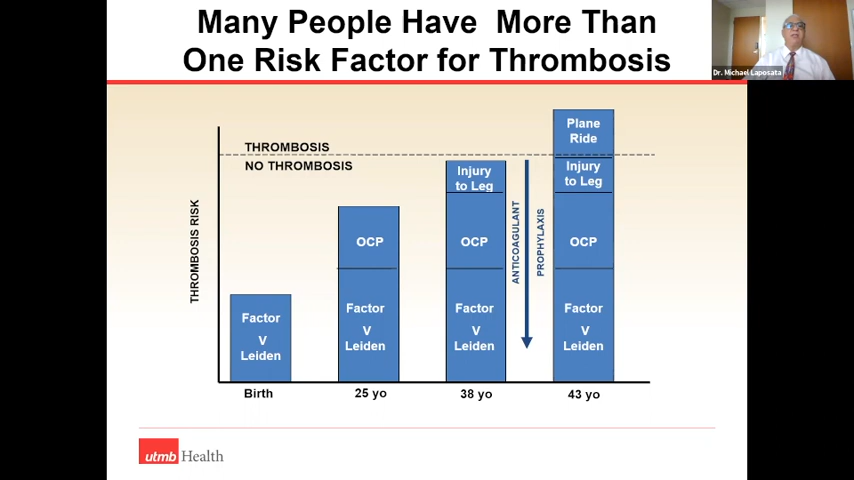 Many People Have More Than
One Risk Factor for Thrombosis
Dr. Michael Laposata
THROMBOSIS
NO THROMBOSIS
THROMBOSIS RISK
Factor
V
Leiden
Birth
OCP
Factor
V
Leiden
25 yo
Injury
to Leg
OCP
Factor
V
Leiden
38 yo
ANTICOAGULANT
PROPHYLAXIS
Plane
Ride
Injury
to Leg
OCP
Factor
V
Leiden
43 yo
utmb Health